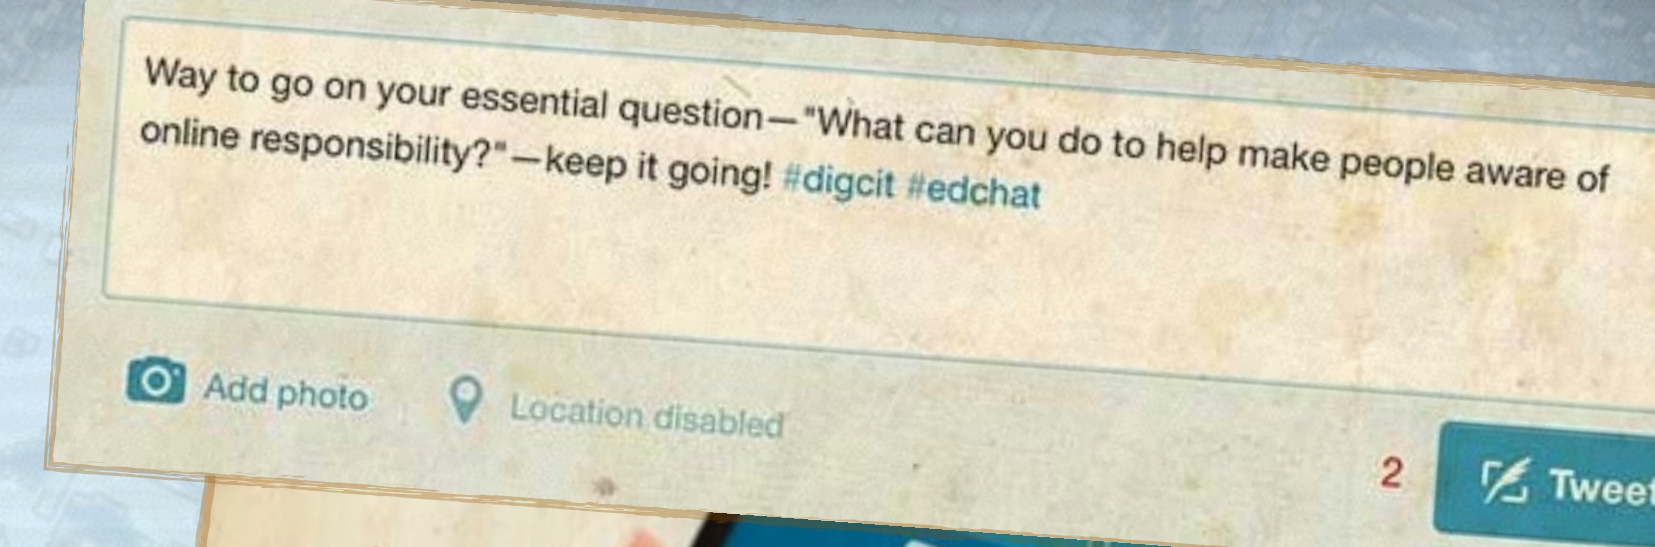 Way to go on your essential question—"What can you do to help make people aware of
online responsibility?"—keep it going! #digcit #edchat
Add photo
Location disabled
2
Tweet